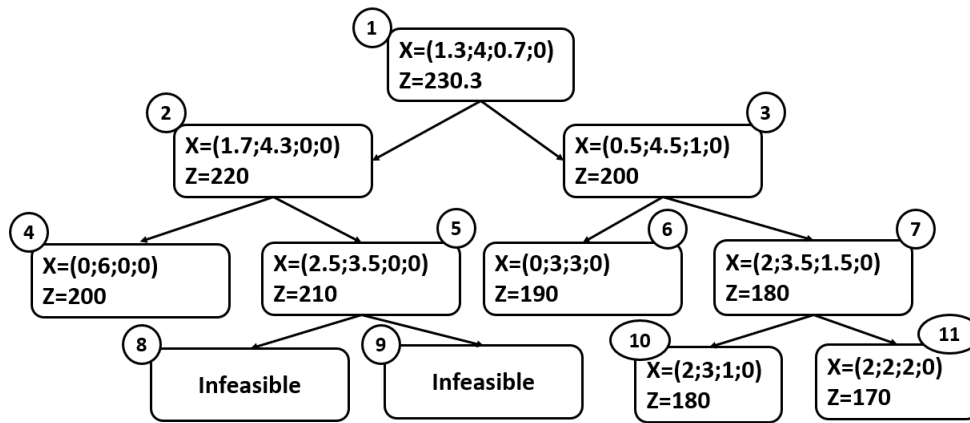 1
X=(1.3;4;0.7;0)
Z=230.3
2
X=(1.7;4.3;0;0)
Z=220
3
X=(0.5;4.5;1;0)
Z=200
4
X=(0;6;0;0)
Z=200
5
X=(2.5;3.5;0;0)
Z=210
6
X=(0;3;3;0)
Z=190
7
X=(2;3.5;1.5;0)
Z=180
8
Infeasible
9
Infeasible
10
X=(2;3;1;0)
Z=180
11
X=(2;2;2;0)
Z=170